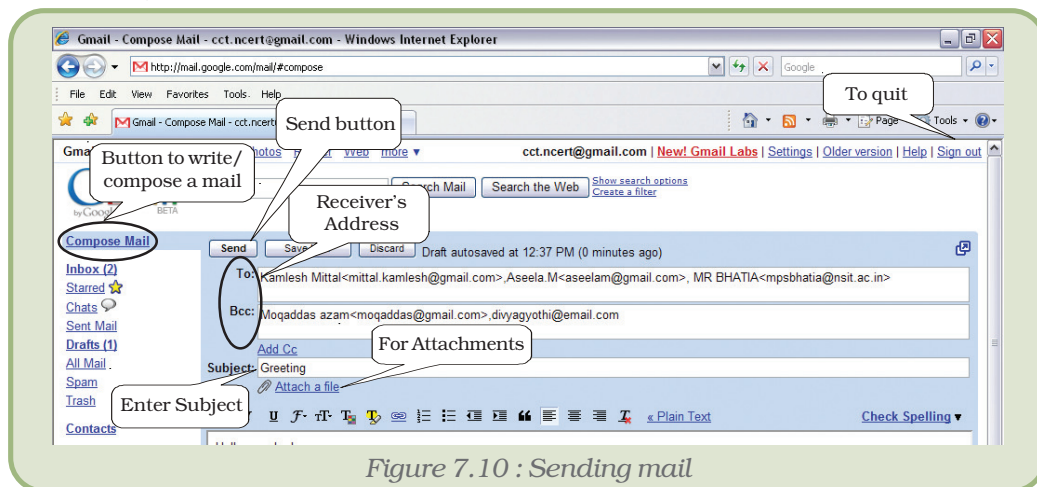 Gmail - Compose Mail - cct.ncert@gmail.com - Windows Internet Explorer
http://mail.google.com/mail/#compose
Google
File Edit View Favorites Tools Help
To quit
Gmail - Compose Mail - cct.ncert
Page Tools
Send button
more
cct.ncert@gmail.com | New! Gmail Labs | Settings | Older version | Help | Sign out
Button to write/
compose a mail
Search Mail Search the Web Show search options
Create a filter
by Google BETA
Receiver's
Address
Compose Mail
Send Discard Draft autosaved at 12:37 PM (0 minutes ago)
To: Kamlesh Mittal<mittal.kamlesh@gmail.com>,Aseela.M<aseelam@gmail.com>, MR BHATIA<mpsbhatia@nsit.ac.in>
Inbox (2)
Starred
Chats
Bcc: Moqaddas azam<moqaddas@gmail.com>,divyagyothi@email.com
Sent Mail
Drafts (1)
Add Cc
For Attachments
All Mail
Subject: Greeting
Spam
Attach a file
Trash
Enter Subject
« Plain Text Check Spelling
Contacts
Figure 7.10 : Sending mail